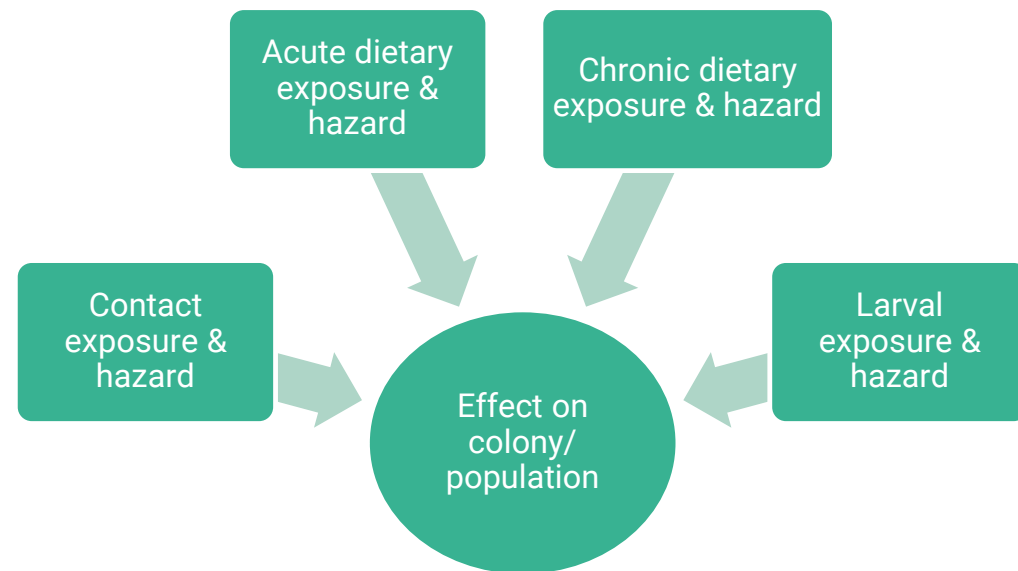 Acute dietary
exposure &
hazard
Chronic dietary
exposure & hazard
Contact
exposure &
hazard
Larval
exposure &
hazard
Effect on
colony/
population